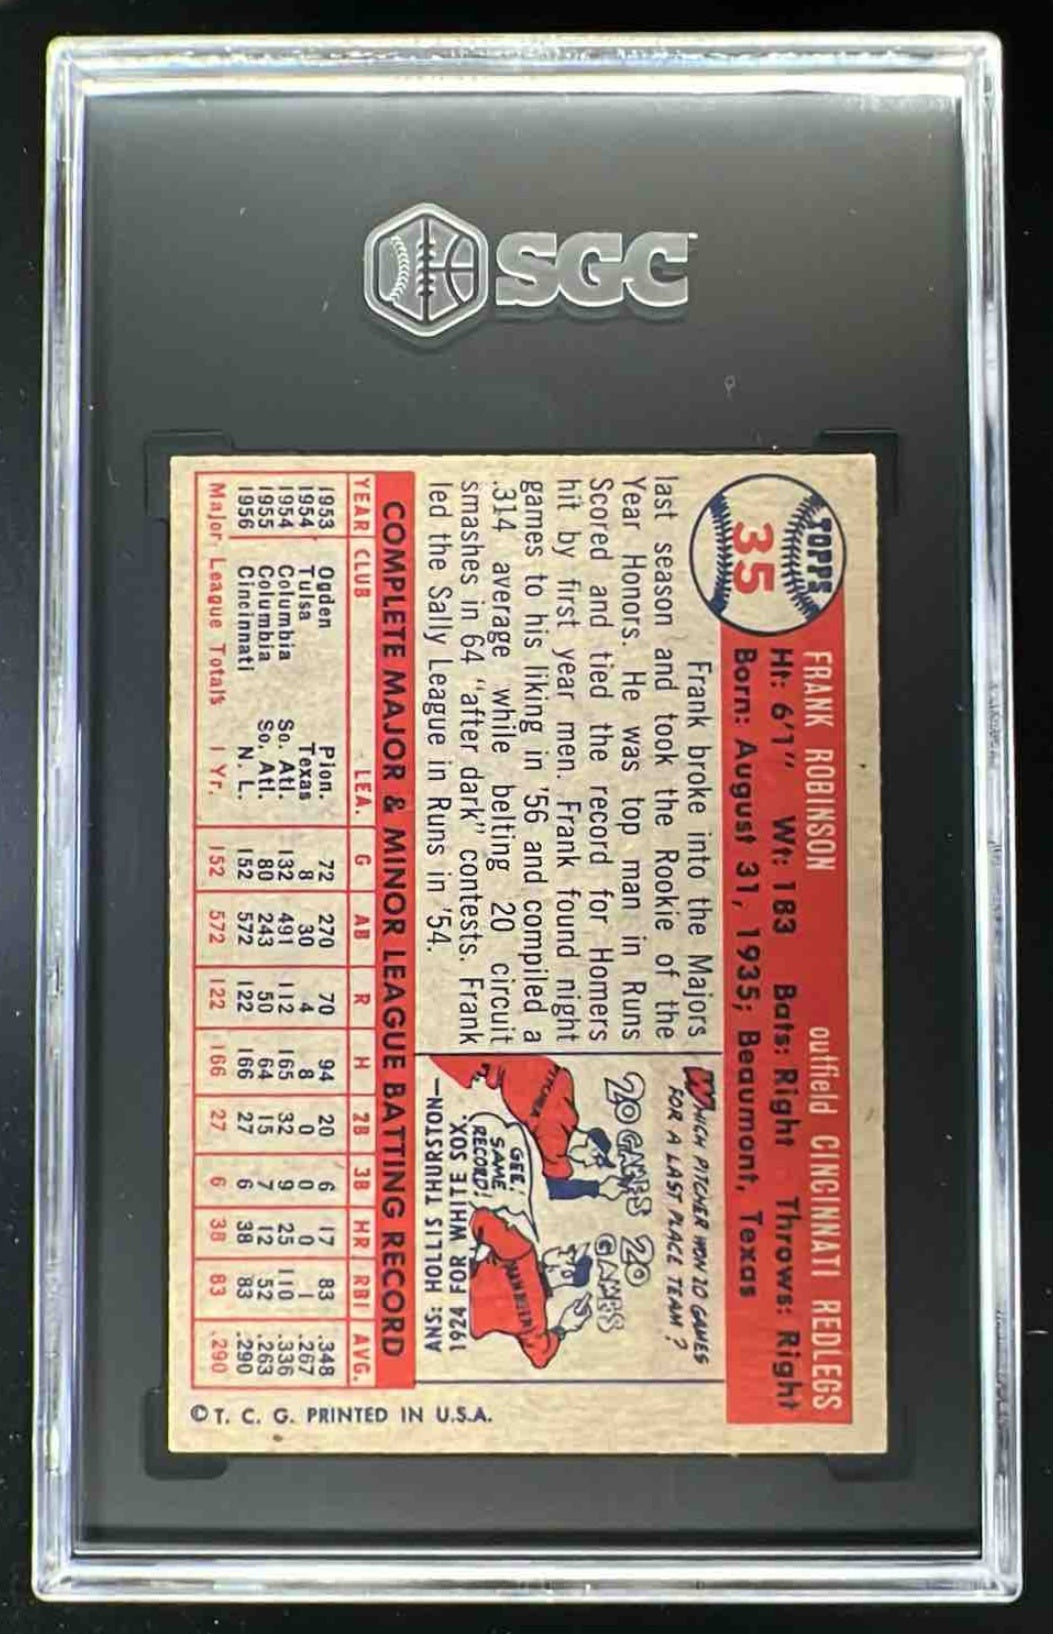 SGC
TOPPS
35
FRANK ROBINSON outfield CINCINNATI REDLEGS
Ht: 6'1" Wt: 183 Bats: Right Throws: Right
Born: August 31, 1935; Beaumont, Texas
Frank broke into the Majors
last season and took the Rookie of the
Year Honors. He was top man in Runs
Scored and tied the record for Homers
hit by first year men. Frank found night
games to his liking in '56 and compiled a
.314 average while belting 20 circuit
smashes in 64 "after dark" contests. Frank
led the Sally League in Runs in '54.
WHICH PITCHER WON 20 GAMES
FOR A LAST PLACE TEAM?
20 GAMES
20 GAMES
PITCHER
GEE,
SAME
RECORD!
MANAGER
ANS: HOLLIS THURSTON—
1924 FOR WHITE SOX.
COMPLETE MAJOR & MINOR LEAGUE BATTING RECORD
YEAR CLUB LEA. G AB R H 2B 3B HR RBI AVG.
1953 Ogden Pion. 72 270 70 94 20 6 17 83 .348
1954 Tulsa Texas 8 30 4 8 0 0 0 1 .267
1954 Columbia So. Atl. 132 491 112 165 32 9 25 110 .336
1955 Columbia So. Atl. 80 243 50 64 15 7 12 52 .263
1956 Cincinnati N. L. 152 572 122 166 27 6 38 83 .290
Major League Totals 1 Yr. 152 572 122 166 27 6 38 83 .290
© T. C. G. PRINTED IN U.S.A.